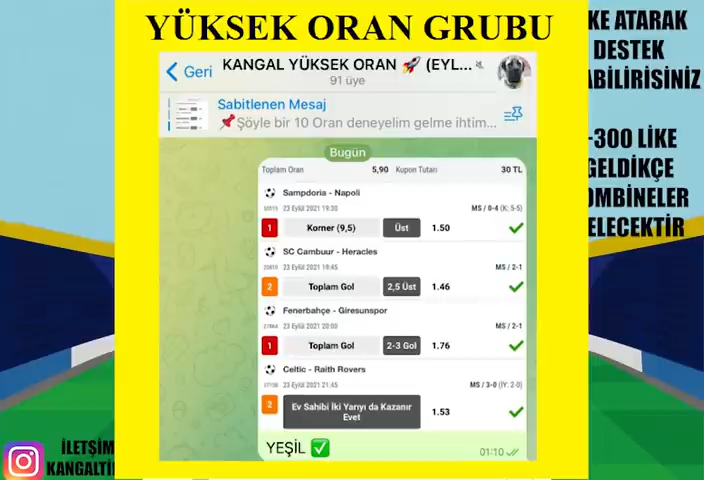 YÜKSEK ORAN GRUBU
Geri
KANGAL YÜKSEK ORAN 🚀 (EYL...
91 üye
Sabitlenen Mesaj
📌Şöyle bir 10 Oran deneyelim gelme ihtim...
Bugün
Toplam Oran 5,90 Kupon Tutarı 30 TL
Sampdoria - Napoli
23 Eylül 2021 19:30 MS / 0-4 (K: 5-5)
1 Korner (9,5) Üst 1.50
SC Cambuur - Heracles
23 Eylül 2021 19:45 MS / 2-1
2 Toplam Gol 2,5 Üst 1.46
Fenerbahçe - Giresunspor
23 Eylül 2021 20:00 MS / 2-1
1 Toplam Gol 2-3 Gol 1.76
Celtic - Raith Rovers
23 Eylül 2021 21:45 MS / 3-0 (İY: 2-0)
2 Ev Sahibi İki Yarıyı da Kazanır
Evet 1.53
YEŞİL ✅
01:10
KE ATARAK
DESTEK
ABİLİRİSİNİZ
-300 LİKE
GELDİKÇE
OMBİNELER
ELECEKTİR
İLETŞİM
KANGALTİ